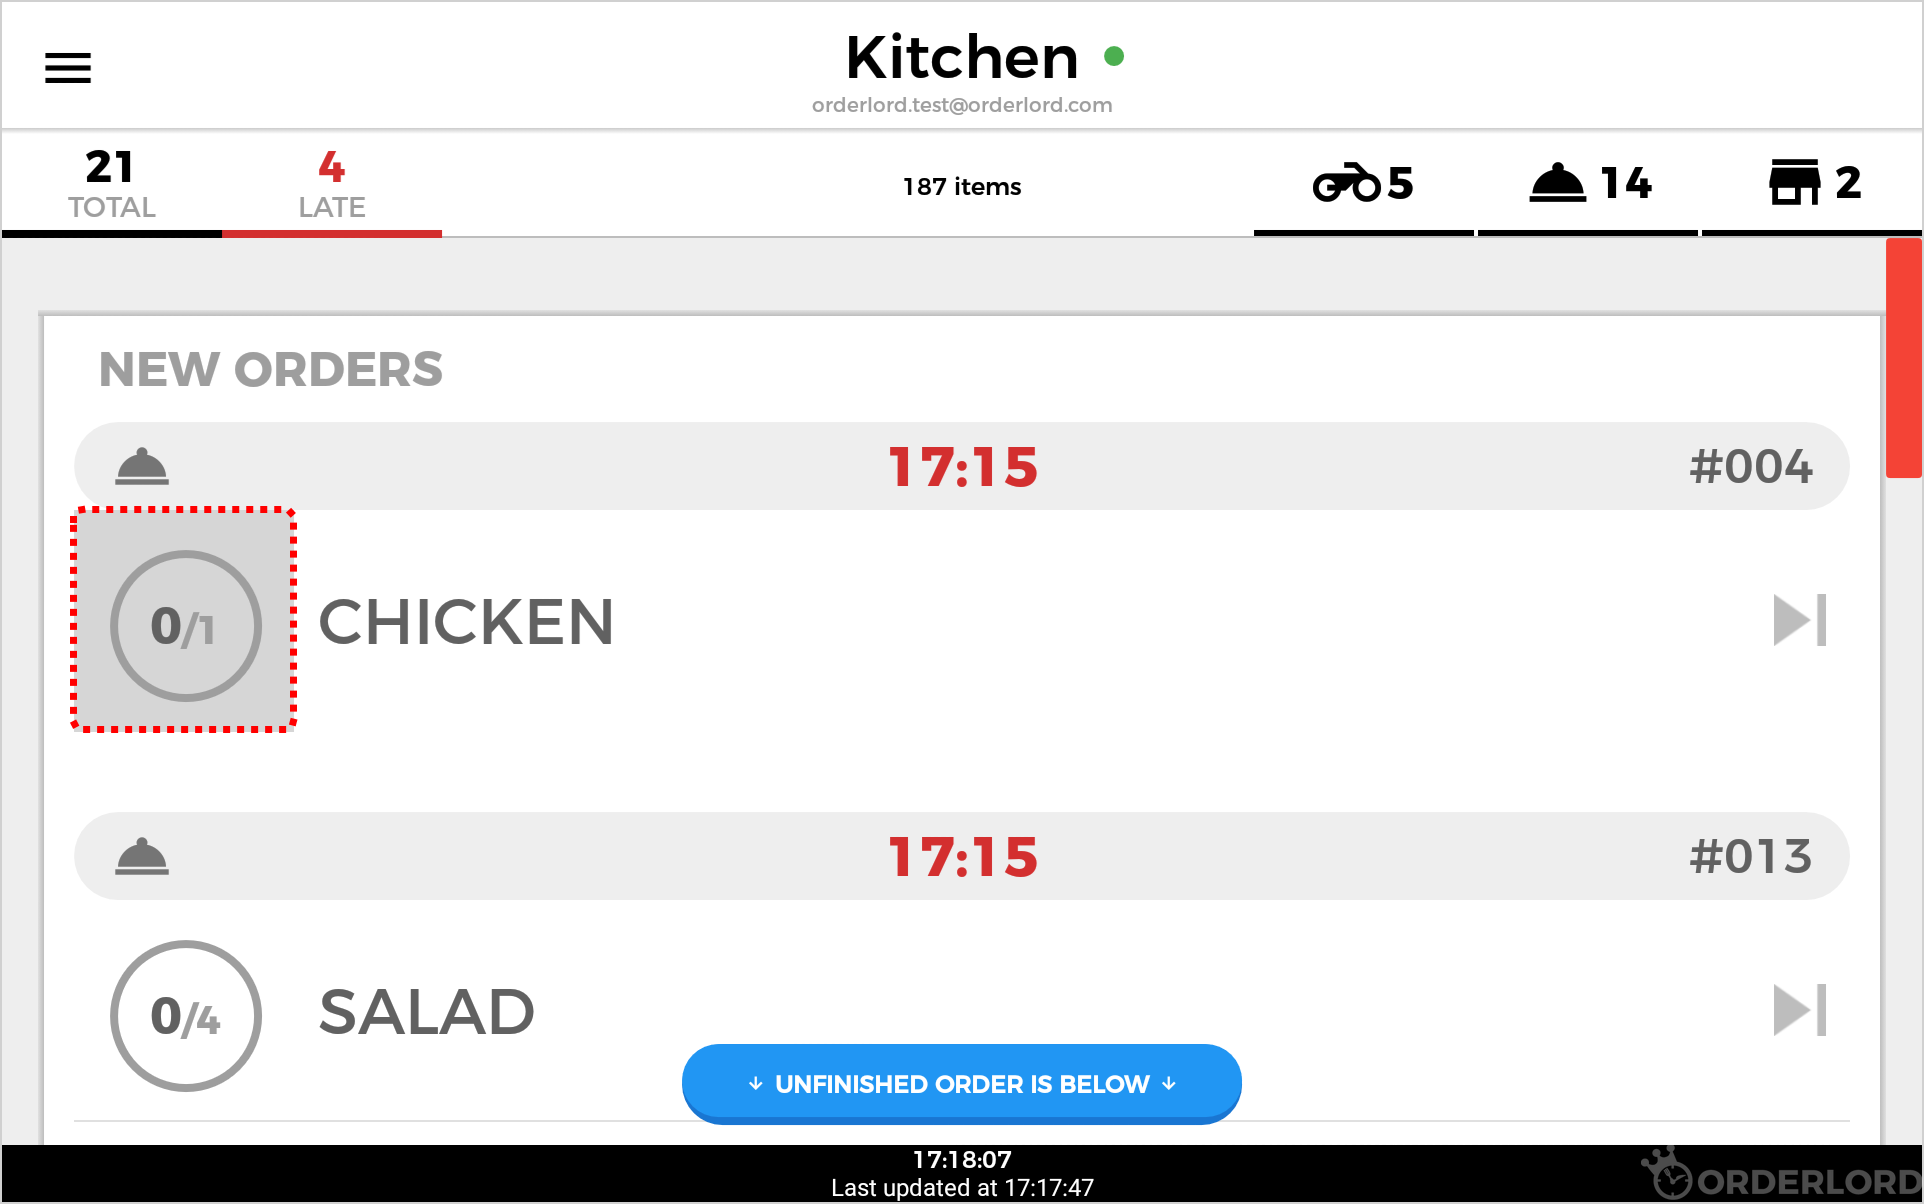 Kitchen
orderlord.test@orderlord.com
21
TOTAL
4
LATE
187 items
5
14
2
NEW ORDERS
17:15
#004
0/1
CHICKEN
17:15
#013
0/4
SALAD
↓ UNFINISHED ORDER IS BELOW ↓
17:18:07
Last updated at 17:17:47
ORDERLORD